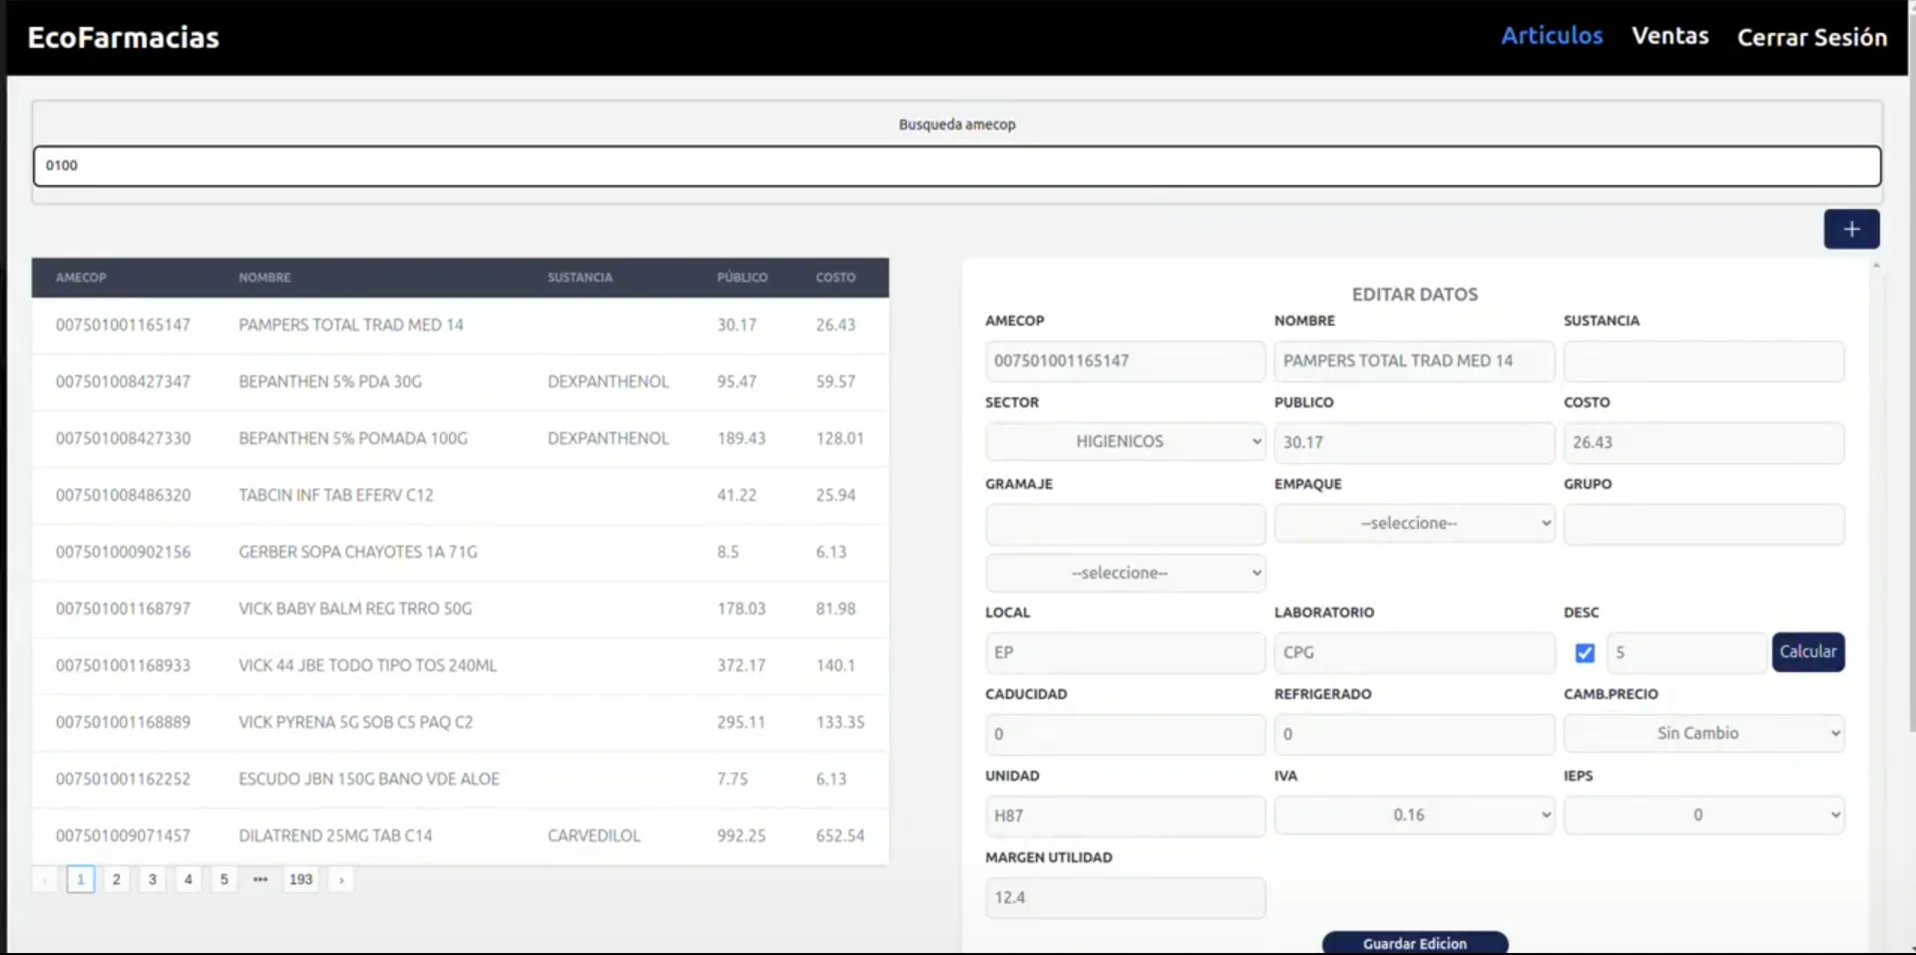 EcoFarmacias
Articulos Ventas Cerrar Sesión
Busqueda amecop
0100
+
AMECOP NOMBRE SUSTANCIA PÚBLICO COSTO
007501001165147 PAMPERS TOTAL TRAD MED 14 30.17 26.43
007501008427347 BEPANTHEN 5% PDA 30G DEXPANTHENOL 95.47 59.57
007501008427330 BEPANTHEN 5% POMADA 100G DEXPANTHENOL 189.43 128.01
007501008486320 TABCIN INF TAB EFERV C12 41.22 25.94
007501000902156 GERBER SOPA CHAYOTES 1A 71G 8.5 6.13
007501001168797 VICK BABY BALM REG TRRO 50G 178.03 81.98
007501001168933 VICK 44 JBE TODO TIPO TOS 240ML 372.17 140.1
007501001168889 VICK PYRENA 5G SOB C5 PAQ C2 295.11 133.35
007501001162252 ESCUDO JBN 150G BANO VDE ALOE 7.75 6.13
007501009071457 DILATREND 25MG TAB C14 CARVEDILOL 992.25 652.54
1 2 3 4 5 ••• 193 ›
EDITAR DATOS
AMECOP NOMBRE SUSTANCIA
007501001165147 PAMPERS TOTAL TRAD MED 14
SECTOR PUBLICO COSTO
HIGIENICOS 30.17 26.43
GRAMAJE EMPAQUE GRUPO
--seleccione--
--seleccione--
LOCAL LABORATORIO DESC
EP CPG 5 Calcular
CADUCIDAD REFRIGERADO CAMB.PRECIO
0 0 Sin Cambio
UNIDAD IVA IEPS
H87 0.16 0
MARGEN UTILIDAD
12.4
Guardar Edicion